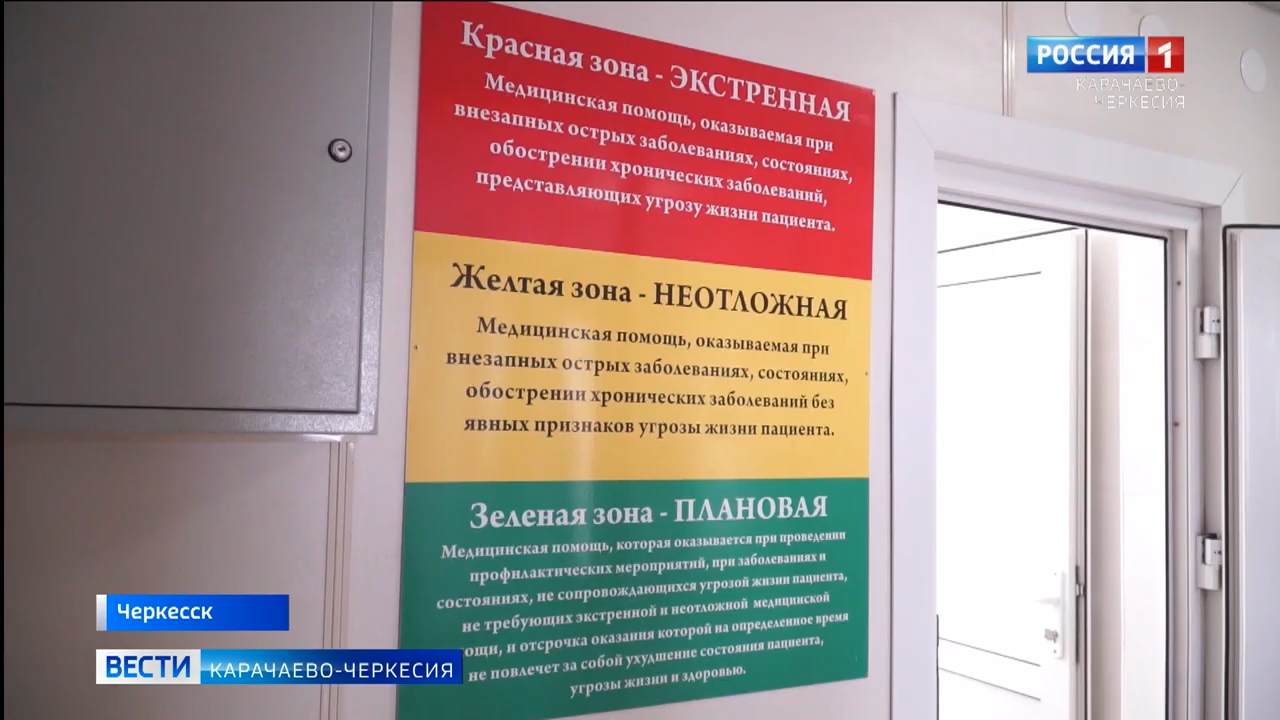 РОССИЯ 1
КАРАЧАЕВО-
ЧЕРКЕСИЯ
Красная зона - ЭКСТРЕННАЯ
Медицинская помощь, оказываемая при
внезапных острых заболеваниях, состояниях,
обострении хронических заболеваний,
представляющих угрозу жизни пациента.
Желтая зона - НЕОТЛОЖНАЯ
Медицинская помощь, оказываемая при
внезапных острых заболеваниях, состояниях,
обострении хронических заболеваний без
явных признаков угрозы жизни пациента.
Зеленая зона - ПЛАНОВАЯ
Медицинская помощь, которая оказывается при проведении
профилактических мероприятий, при заболеваниях и
состояниях, не сопровождающихся угрозой жизни пациента,
не требующих экстренной и неотложной медицинской
ощи, и отсрочка оказания которой на определенное время
не повлечет за собой ухудшение состояния пациента,
угрозы жизни и здоровью.
Черкесск
ВЕСТИ КАРАЧАЕВО-ЧЕРКЕСИЯ